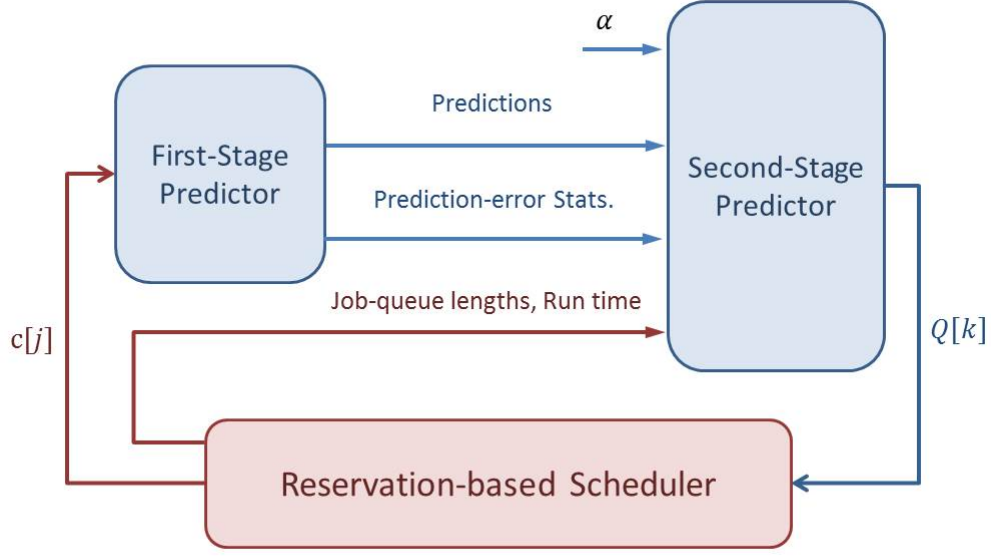 α
Predictions
First-Stage
Predictor
Second-Stage
Predictor
Prediction-error Stats.
Job-queue lengths, Run time
c[j]
Q[k]
Reservation-based Scheduler